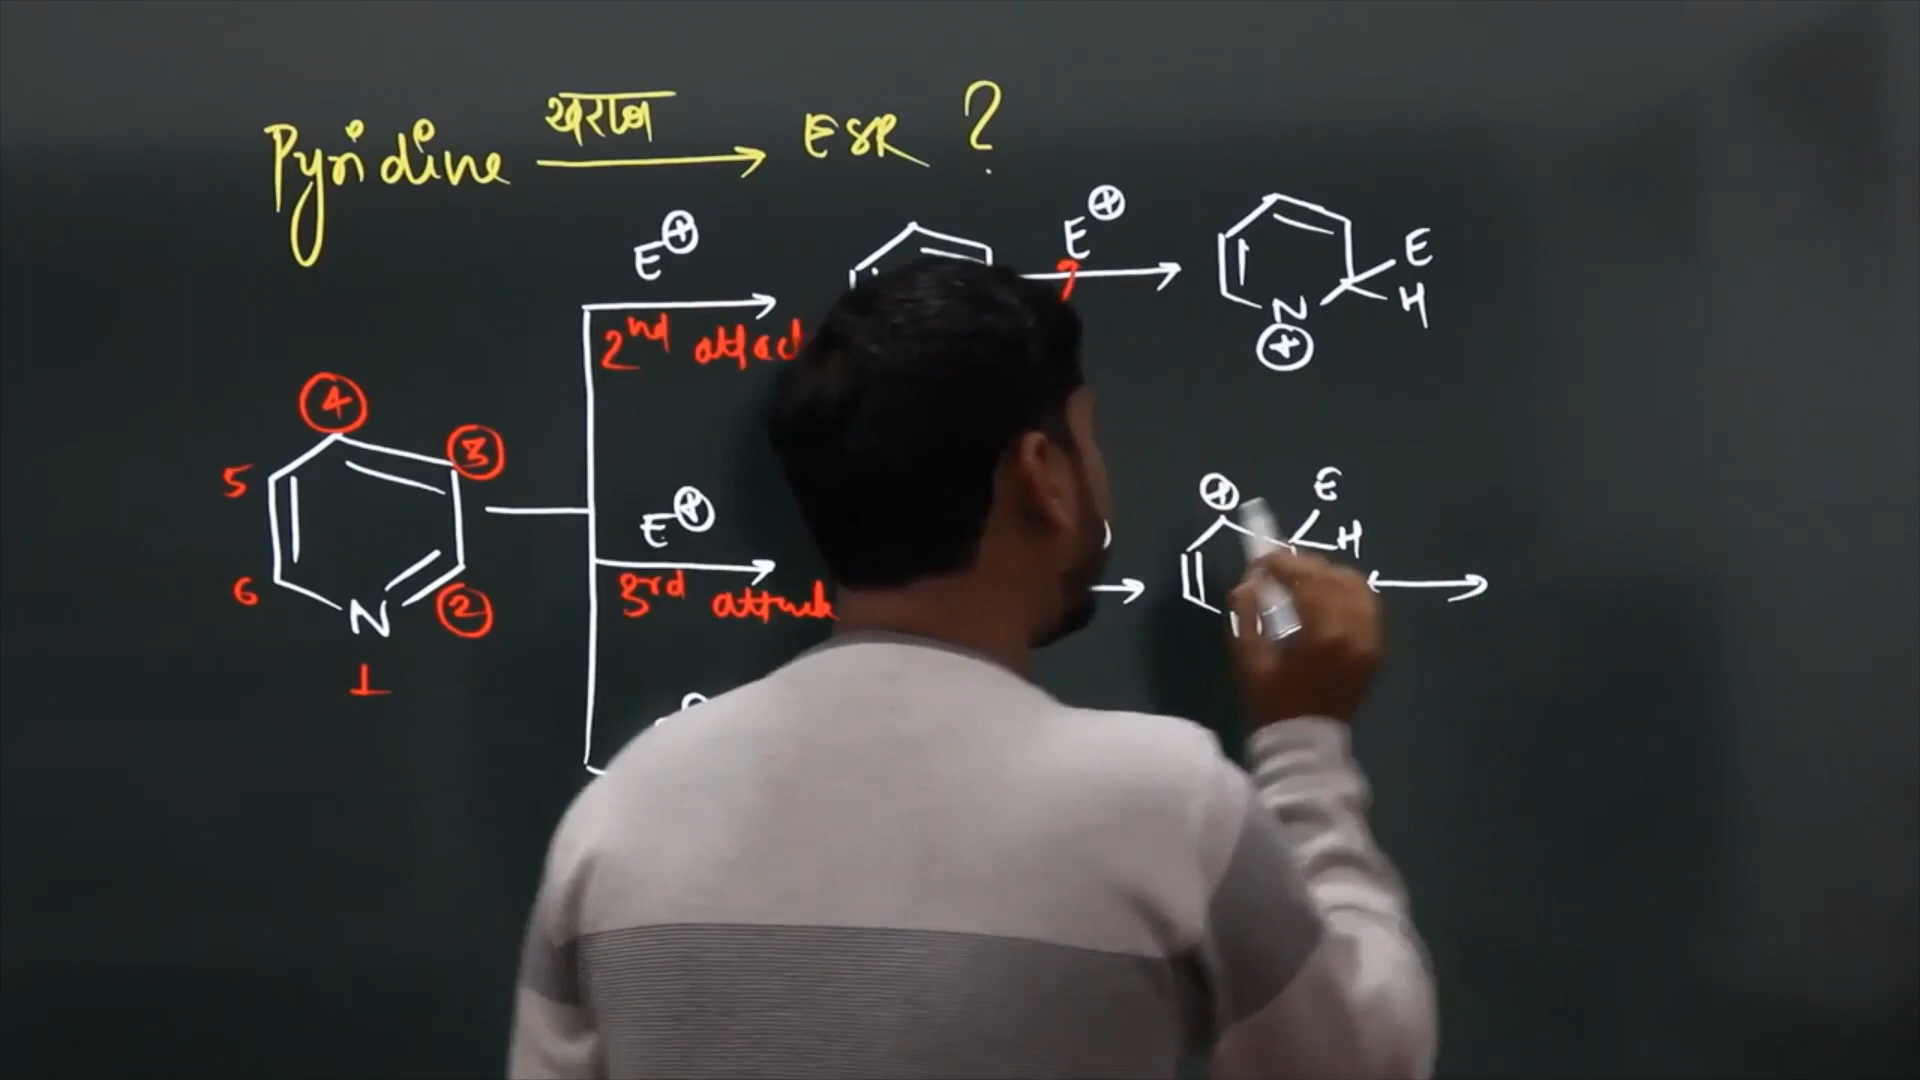 Pyridine खराब ESR ?
E⊕
2nd attack
E⊕
E
H
N
⊕
4
3
5
6
2
N
1
E⊕
3rd attack
⊕
E
H